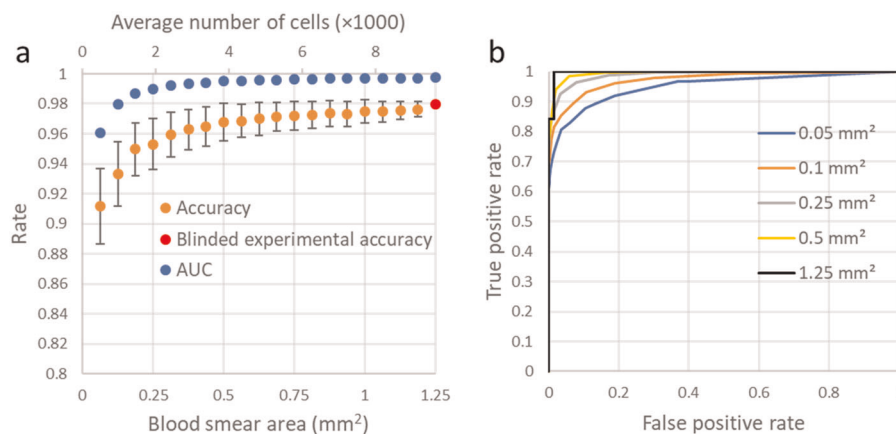 a
Average number of cells (×1000)
0 2 4 6 8
Rate
1
0.98
0.96
0.94
0.92
0.9
0.88
0.86
0.84
0.82
0.8
Accuracy
Blinded experimental accuracy
AUC
0 0.25 0.5 0.75 1 1.25
Blood smear area (mm²)
b
True positive rate
1
0.9
0.8
0.7
0.6
0.5
0.4
0.3
0.2
0.1
0
0.05 mm²
0.1 mm²
0.25 mm²
0.5 mm²
1.25 mm²
0 0.2 0.4 0.6 0.8
False positive rate